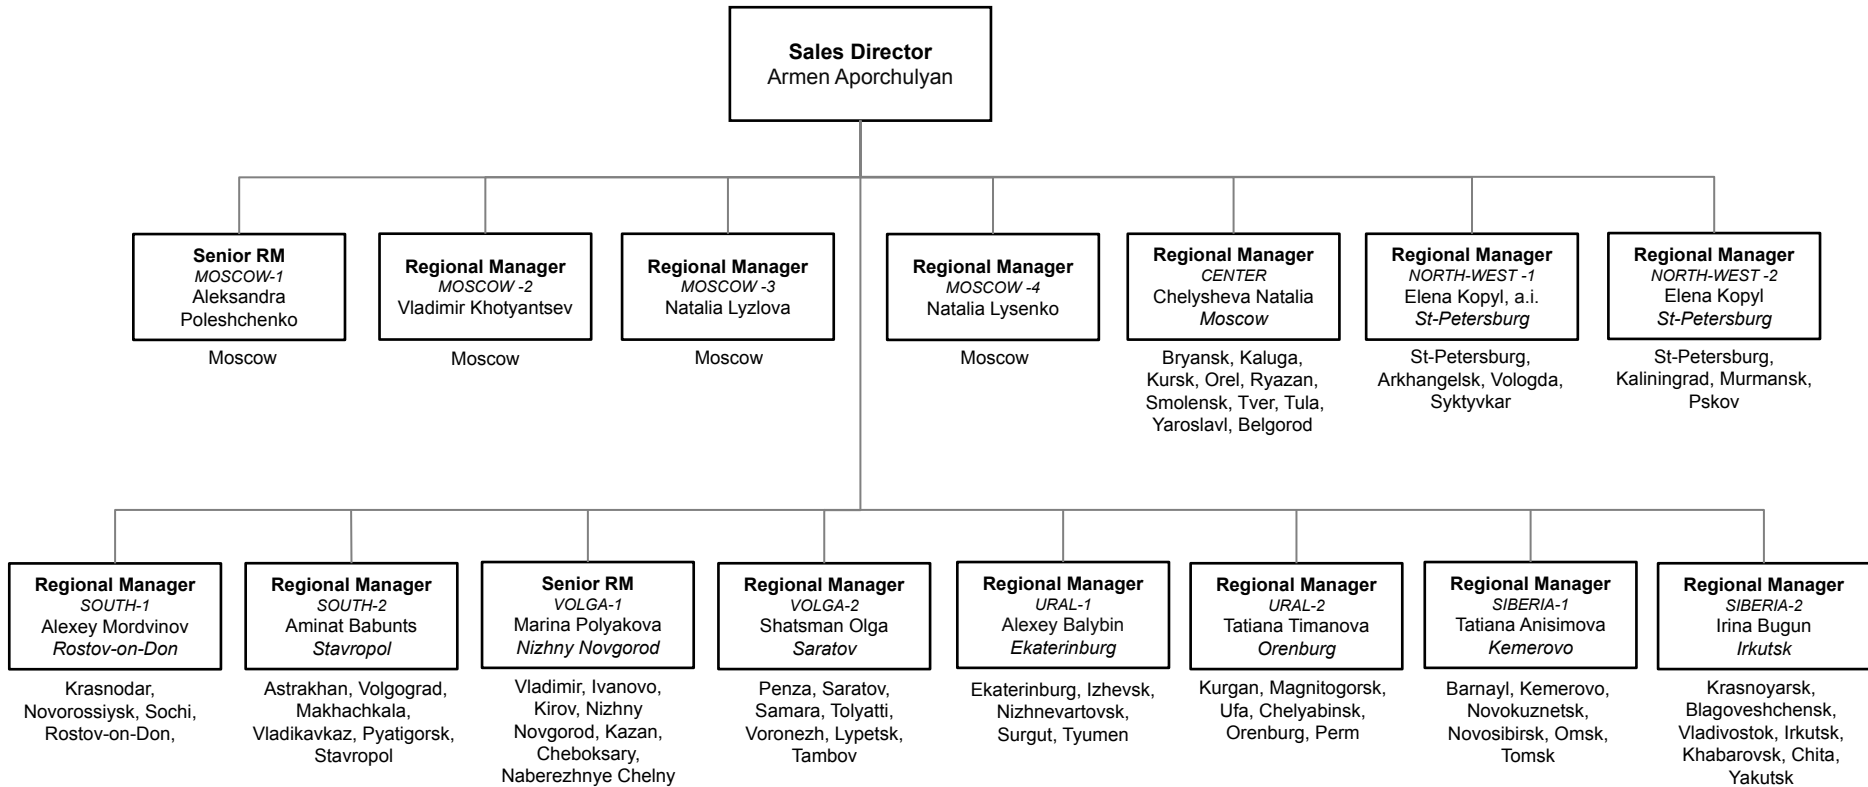 Sales Director
Armen Aporchulyan
Senior RM
MOSCOW-1
Aleksandra
Poleshchenko
Moscow
Regional Manager
MOSCOW -2
Vladimir Khotyantsev
Moscow
Regional Manager
MOSCOW -3
Natalia Lyzlova
Moscow
Regional Manager
MOSCOW -4
Natalia Lysenko
Moscow
Regional Manager
CENTER
Chelysheva Natalia
Moscow
Bryansk, Kaluga,
Kursk, Orel, Ryazan,
Smolensk, Tver, Tula,
Yaroslavl, Belgorod
Regional Manager
NORTH-WEST -1
Elena Kopyl, a.i.
St-Petersburg
St-Petersburg,
Arkhangelsk, Vologda,
Syktyvkar
Regional Manager
NORTH-WEST -2
Elena Kopyl
St-Petersburg
St-Petersburg,
Kaliningrad, Murmansk,
Pskov
Regional Manager
SOUTH-1
Alexey Mordvinov
Rostov-on-Don
Krasnodar,
Novorossiysk, Sochi,
Rostov-on-Don,
Regional Manager
SOUTH-2
Aminat Babunts
Stavropol
Astrakhan, Volgograd,
Makhachkala,
Vladikavkaz, Pyatigorsk,
Stavropol
Senior RM
VOLGA-1
Marina Polyakova
Nizhny Novgorod
Vladimir, Ivanovo,
Kirov, Nizhny
Novgorod, Kazan,
Cheboksary,
Naberezhnye Chelny
Regional Manager
VOLGA-2
Shatsman Olga
Saratov
Penza, Saratov,
Samara, Tolyatti,
Voronezh, Lypetsk,
Tambov
Regional Manager
URAL-1
Alexey Balybin
Ekaterinburg
Ekaterinburg, Izhevsk,
Nizhnevartovsk,
Surgut, Tyumen
Regional Manager
URAL-2
Tatiana Timanova
Orenburg
Kurgan, Magnitogorsk,
Ufa, Chelyabinsk,
Orenburg, Perm
Regional Manager
SIBERIA-1
Tatiana Anisimova
Kemerovo
Barnayl, Kemerovo,
Novokuznetsk,
Novosibirsk, Omsk,
Tomsk
Regional Manager
SIBERIA-2
Irina Bugun
Irkutsk
Krasnoyarsk,
Blagoveshchensk,
Vladivostok, Irkutsk,
Khabarovsk, Chita,
Yakutsk